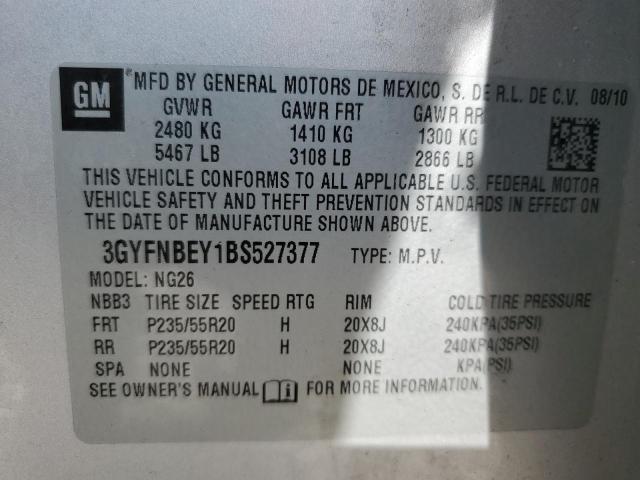 GM
® MFD BY GENERAL MOTORS DE MEXICO, S. DE R.L. DE C.V. 08/10
GVWR GAWR FRT GAWR RR
2480 KG 1410 KG 1300 KG
5467 LB 3108 LB 2866 LB
THIS VEHICLE CONFORMS TO ALL APPLICABLE U.S. FEDERAL MOTOR
VEHICLE SAFETY AND THEFT PREVENTION STANDARDS IN EFFECT ON
THE DATE OF MANUFACTURE SHOWN ABOVE.
3GYFNBEY1BS527377 TYPE: M.P.V.
MODEL: NG26
NBB3 TIRE SIZE SPEED RTG RIM COLD TIRE PRESSURE
FRT P235/55R20 H 20X8J 240KPA(35PSI)
RR P235/55R20 H 20X8J 240KPA(35PSI)
SPA NONE NONE KPA(PSI)
SEE OWNER'S MANUAL FOR MORE INFORMATION.